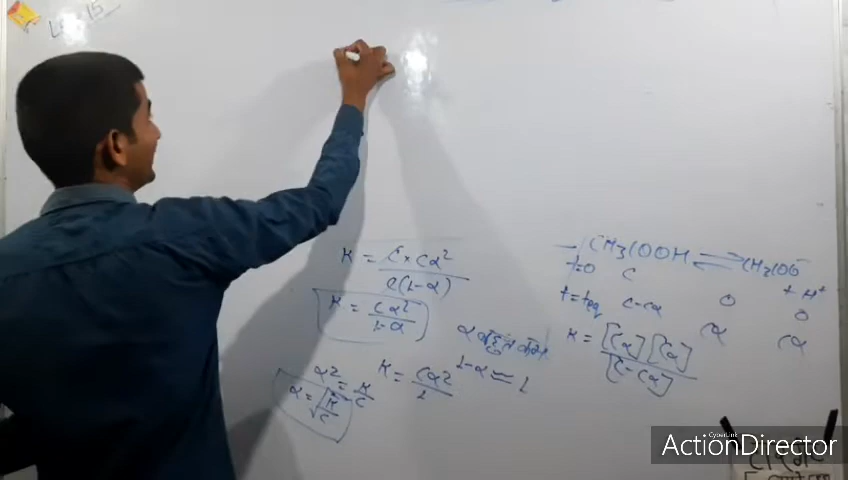 K = C × Cα² / C(1-α)
K = Cα² / 1-α
α बहुत कम
1-α ≈ 1
K = Cα² / 1
α² = K / C
α = √K/C
CH₃COOH ⇌ CH₃COO⁻ + H⁺
t=0 C 0 0
t=teq C-Cα Cα Cα
K = [Cα][Cα] / [C-Cα]
CyberLink
ActionDirector